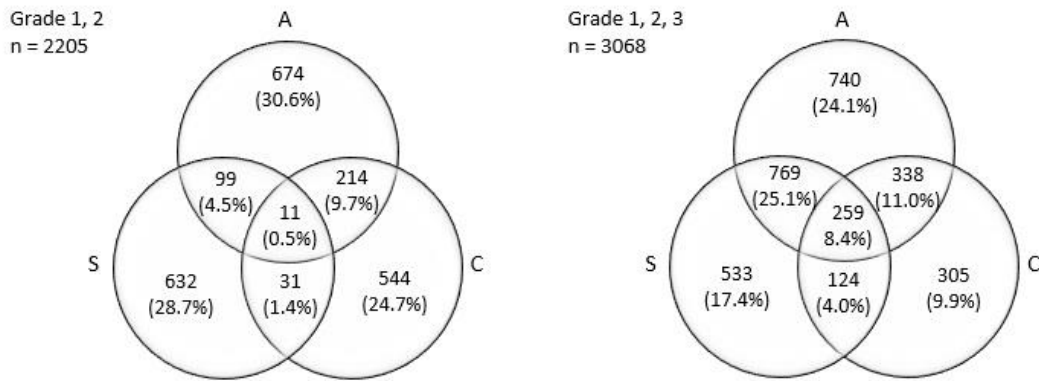 Grade 1, 2
n = 2205
A
674
(30.6%)
99
(4.5%)
214
(9.7%)
11
(0.5%)
S
C
632
(28.7%)
31
(1.4%)
544
(24.7%)
Grade 1, 2, 3
n = 3068
A
740
(24.1%)
769
(25.1%)
338
(11.0%)
259
8.4%)
S
C
533
(17.4%)
124
(4.0%)
305
(9.9%)